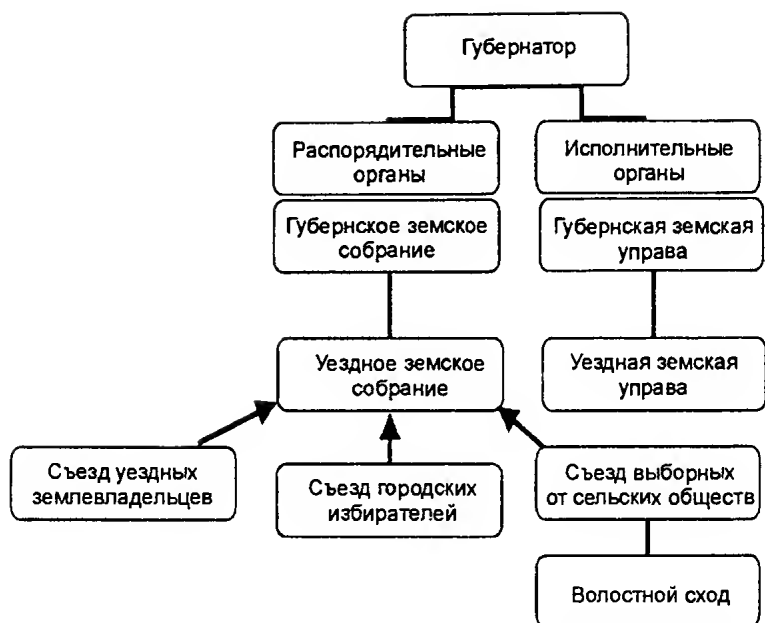 Губернатор
Распорядительные
органы
Исполнительные
органы
Губернское земское
собрание
Губернская земская
управа
Уездное земское
собрание
Уездная земская
управа
Съезд уездных
землевладельцев
Съезд городских
избирателей
Съезд выборных
от сельских обществ
Волостной сход